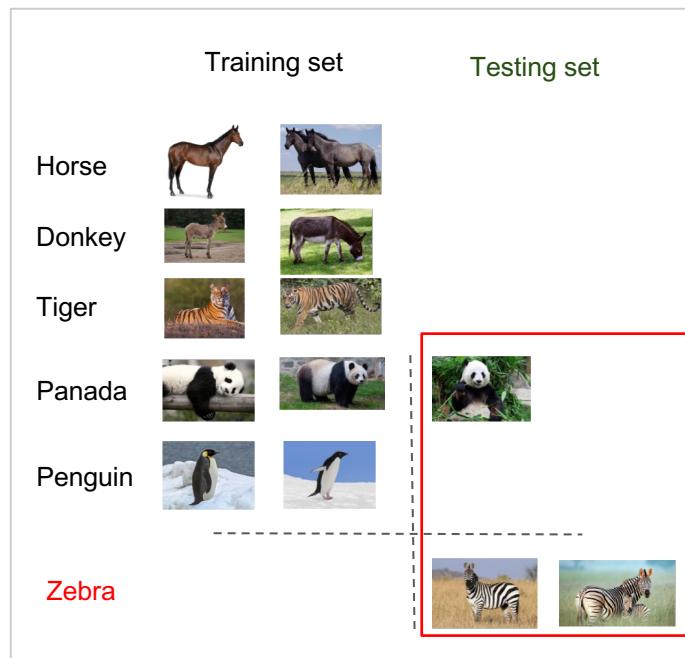 Training set
Testing set
Horse
Donkey
Tiger
Panada
Penguin
Zebra